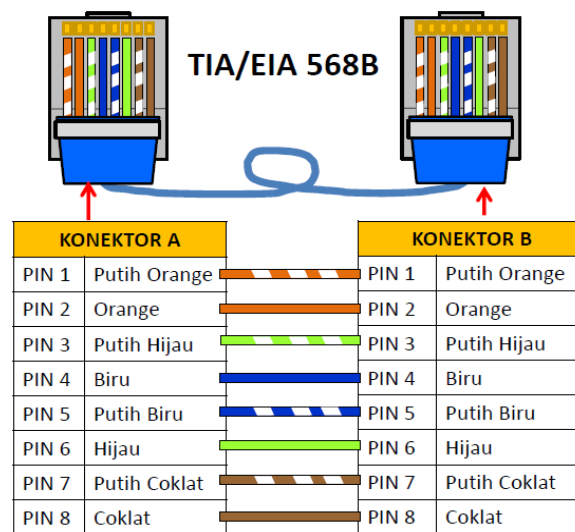 TIA/EIA 568B
KONEKTOR A
PIN 1 Putih Orange
PIN 2 Orange
PIN 3 Putih Hijau
PIN 4 Biru
PIN 5 Putih Biru
PIN 6 Hijau
PIN 7 Putih Coklat
PIN 8 Coklat
KONEKTOR B
PIN 1 Putih Orange
PIN 2 Orange
PIN 3 Putih Hijau
PIN 4 Biru
PIN 5 Putih Biru
PIN 6 Hijau
PIN 7 Putih Coklat
PIN 8 Coklat